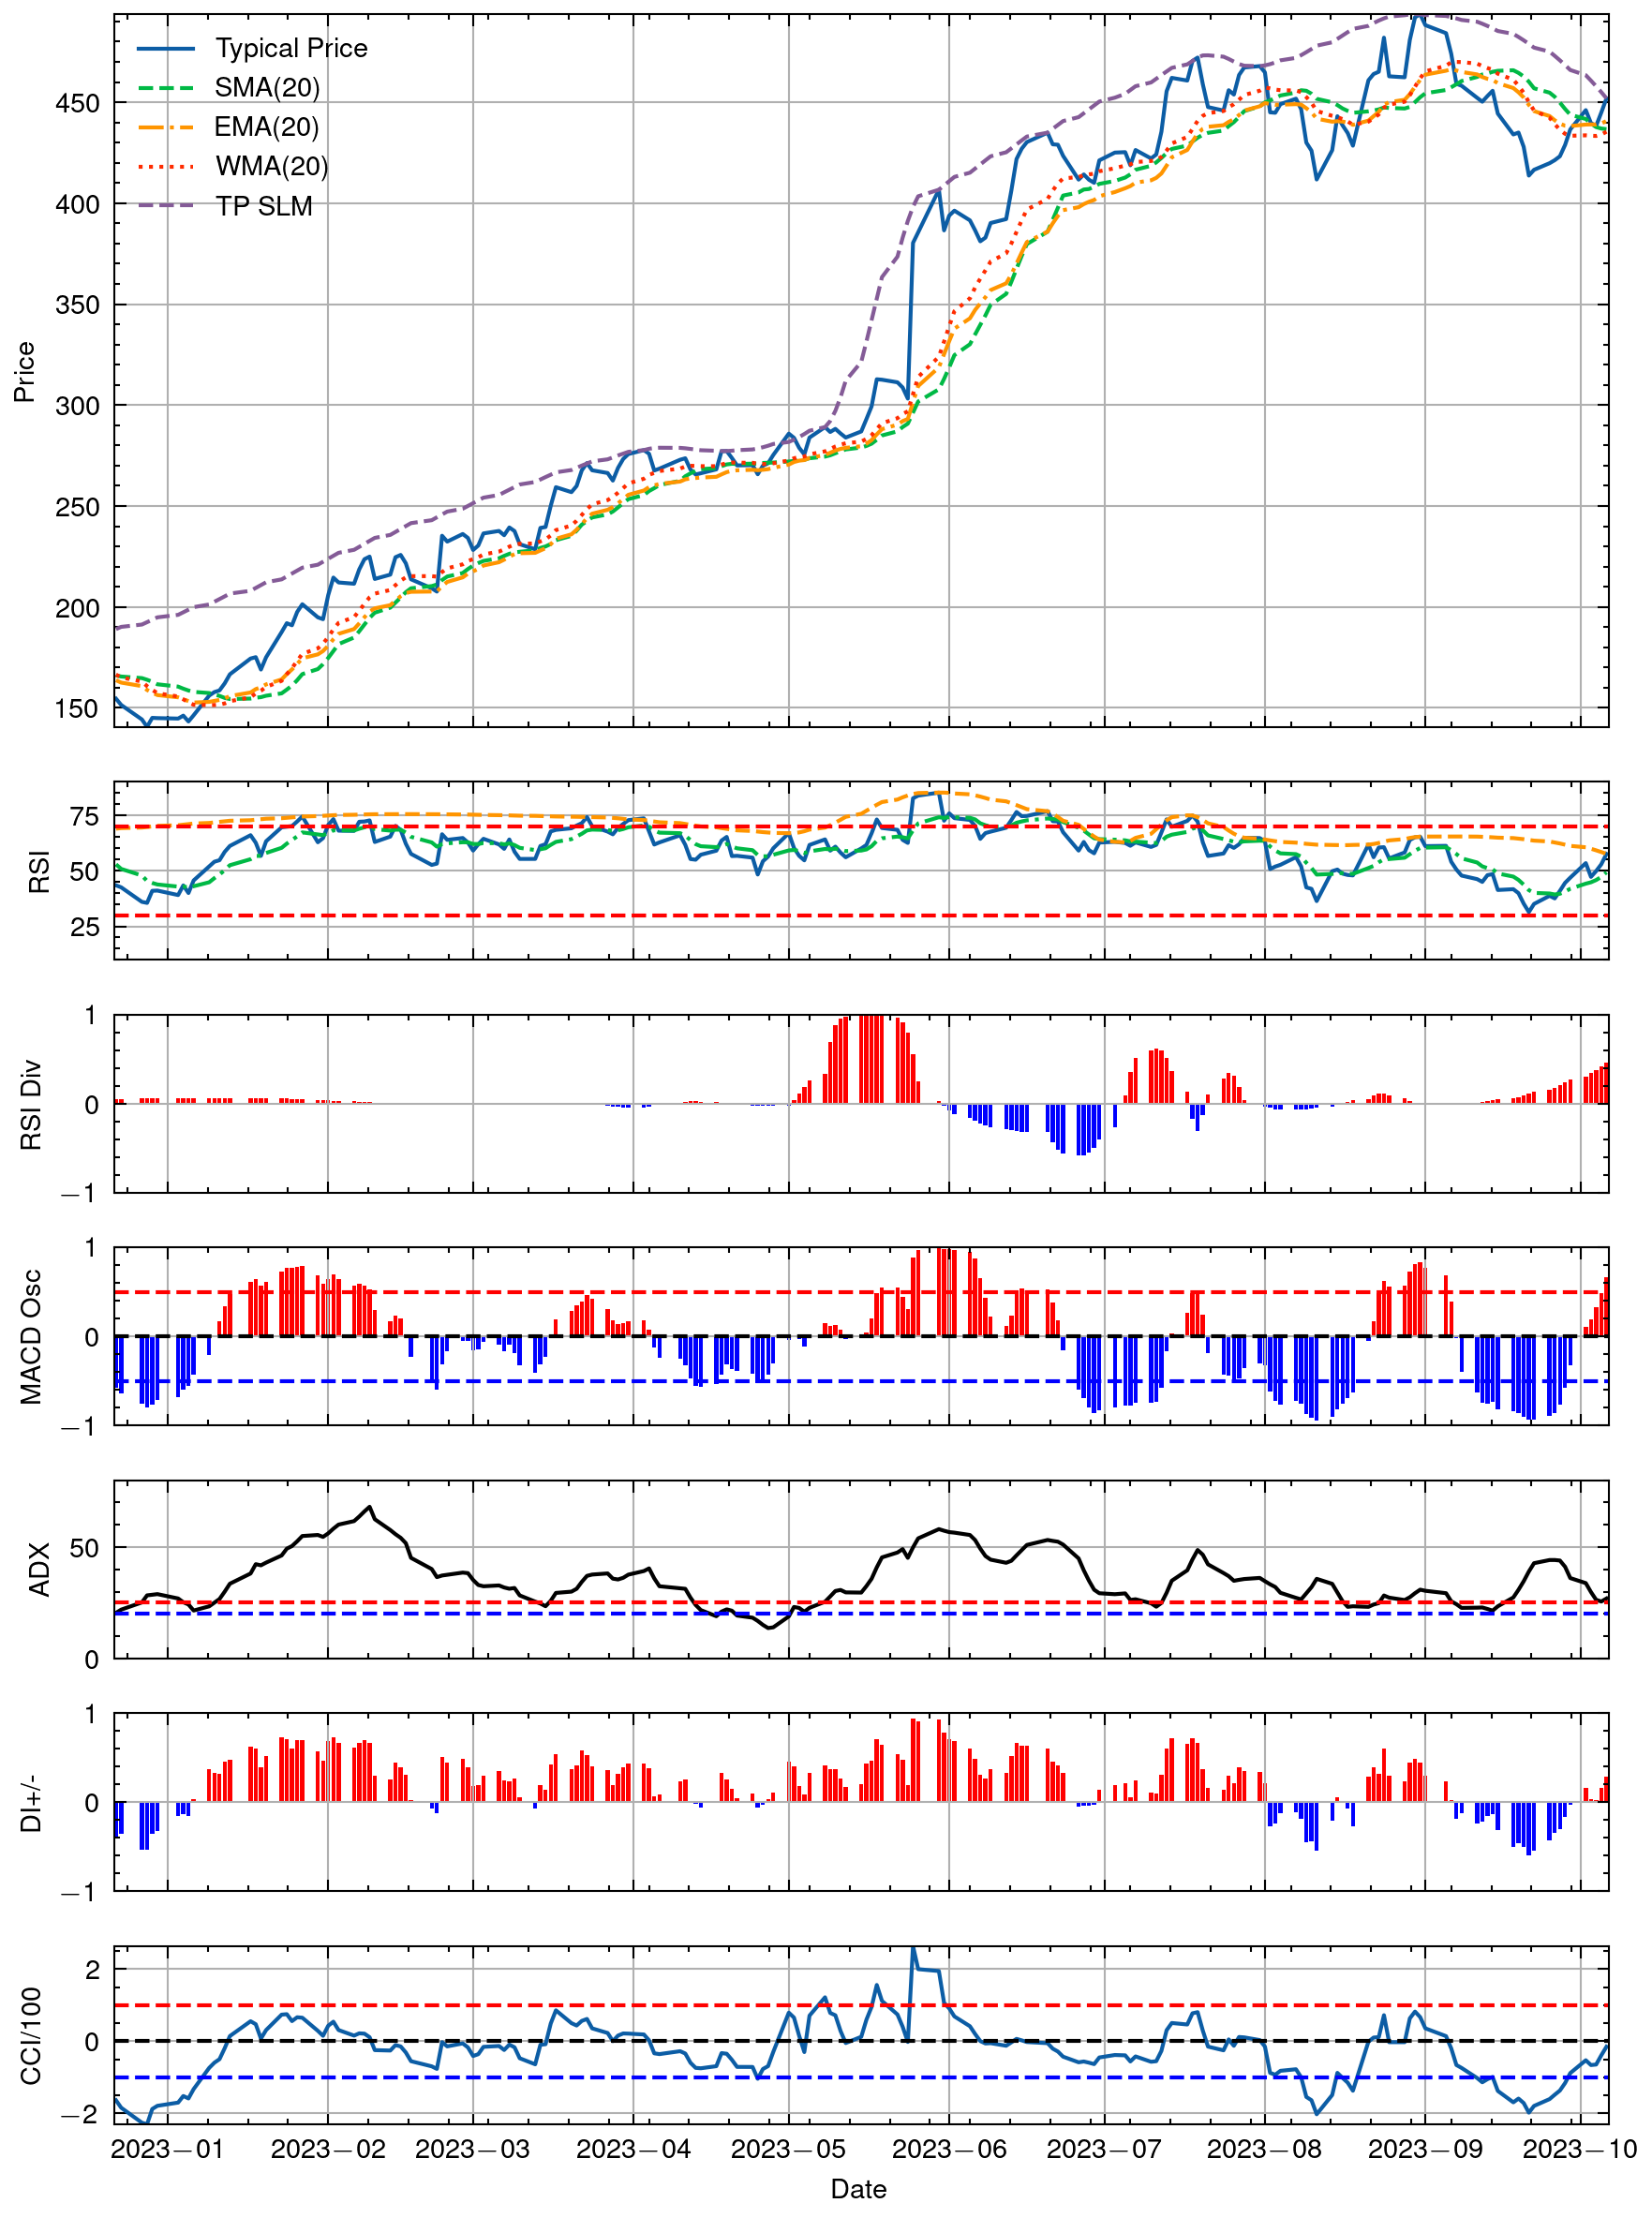 Typical Price
SMA(20)
EMA(20)
WMA(20)
TP SLM
450
400
350
300
250
200
150
Price
75
50
25
RSI
1
0
−1
RSI Div
1
0
−1
MACD Osc
50
0
ADX
1
0
−1
DI+/-
2
0
−2
CCI/100
2023−01 2023−02 2023−03 2023−04 2023−05 2023−06 2023−07 2023−08 2023−09 2023−10
Date